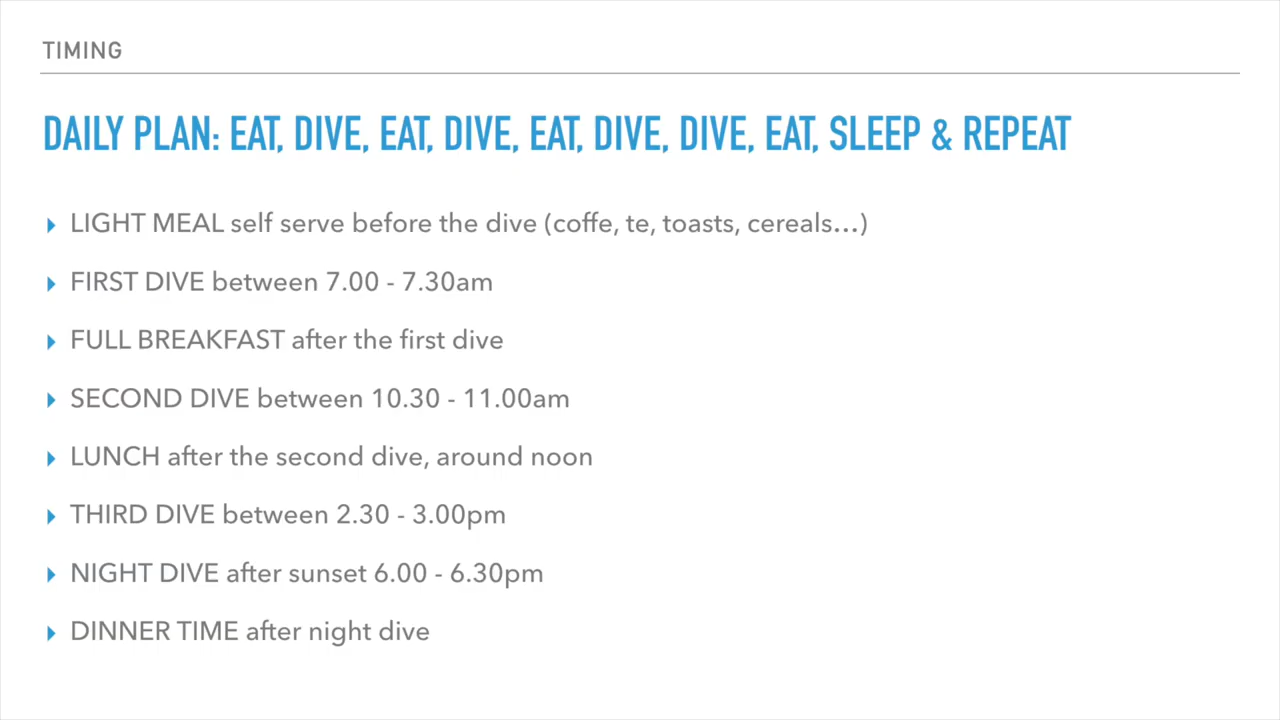 TIMING
DAILY PLAN: EAT, DIVE, EAT, DIVE, EAT, DIVE, DIVE, EAT, SLEEP & REPEAT
LIGHT MEAL self serve before the dive (coffe, te, toasts, cereals…)
FIRST DIVE between 7.00 - 7.30am
FULL BREAKFAST after the first dive
SECOND DIVE between 10.30 - 11.00am
LUNCH after the second dive, around noon
THIRD DIVE between 2.30 - 3.00pm
NIGHT DIVE after sunset 6.00 - 6.30pm
DINNER TIME after night dive